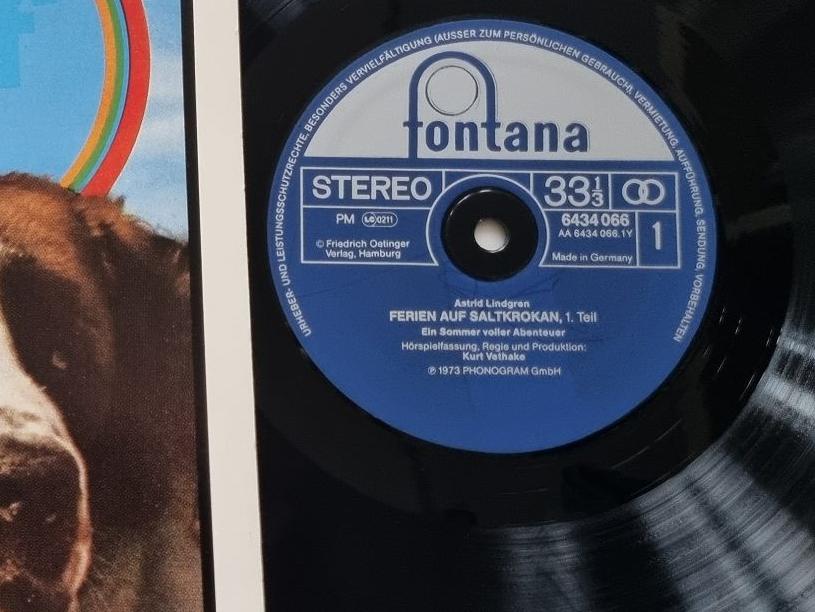 URHEBER- UND LEISTUNGSSCHUTZRECHTE, BESONDERS VERVIELFÄLTIGUNG (AUSSER ZUM PERSÖNLICHEN GEBRAUCH), VERMIETUNG, AUFFÜHRUNG, SENDUNG, VORBEHALTEN
fontana
STEREO
33 1/3
PM LC 0211
6434 066
AA 6434 066.1Y
1
© Friedrich Oetinger
Verlag, Hamburg
Made in Germany
Astrid Lindgren
FERIEN AUF SALTKROKAN, 1. Teil
Ein Sommer voller Abenteuer
Hörspielfassung, Regie und Produktion:
Kurt Vethake
℗ 1973 PHONOGRAM GmbH